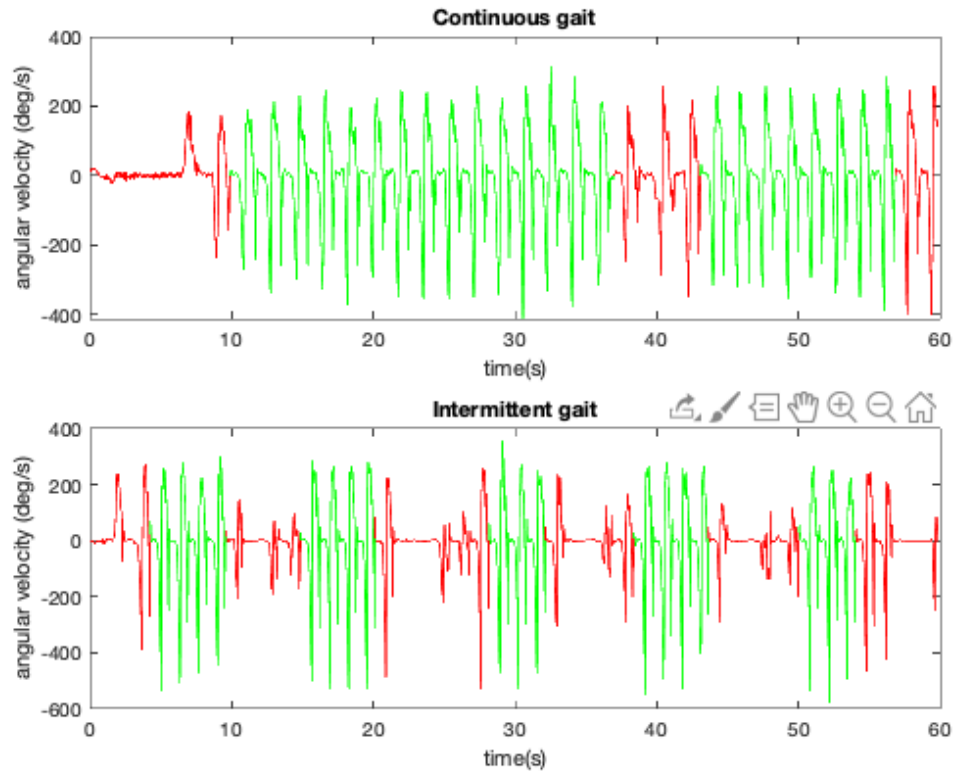 Continuous gait
400
200
0
-200
-400
angular velocity (deg/s)
0 10 20 30 40 50 60
time(s)
Intermittent gait
400
200
0
-200
-400
-600
angular velocity (deg/s)
0 10 20 30 40 50 60
time(s)